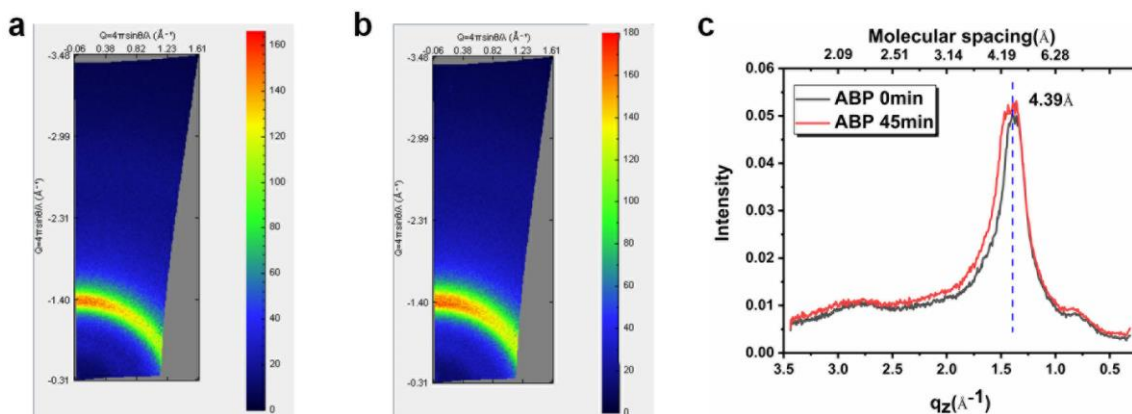 a
Q=4πsinθ/λ (Å⁻¹)
-0.06 0.38 0.84 1.23 1.61
-3.48
-2.99
-2.31
-1.40
-0.31
Q=4πsinθ/λ (Å⁻¹)
160
140
120
100
80
60
40
20
0
b
Q=4πsinθ/λ (Å⁻¹)
-0.06 0.38 0.84 1.23 1.61
-3.48
-2.99
-2.31
-1.40
-0.31
Q=4πsinθ/λ (Å⁻¹)
180
160
140
120
100
80
60
40
20
0
c
Molecular spacing(Å)
2.09 2.51 3.14 4.19 6.28
0.06
0.05
0.04
0.03
0.02
0.01
0.00
Intensity
ABP 0min
ABP 45min
4.39Å
3.5 3.0 2.5 2.0 1.5 1.0 0.5
qz(Å⁻¹)